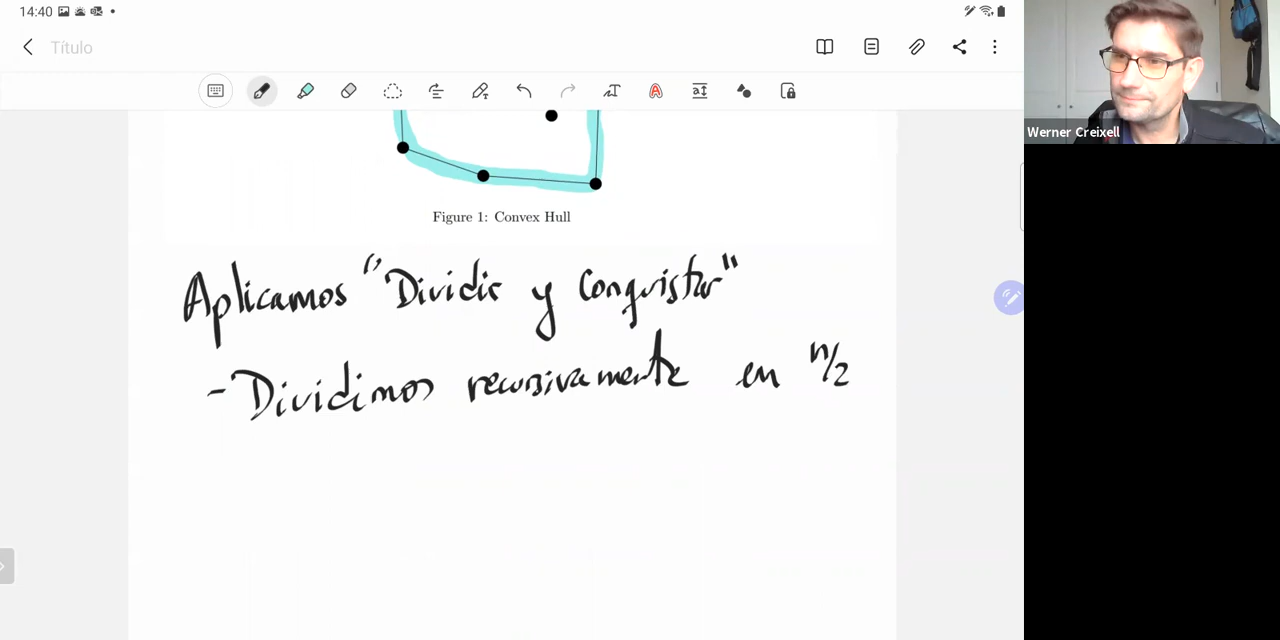 14:40
Título
Werner Creixell
Figure 1: Convex Hull
Aplicamos "Dividir y Conquistar"
- Dividimos recursivamente en n/2